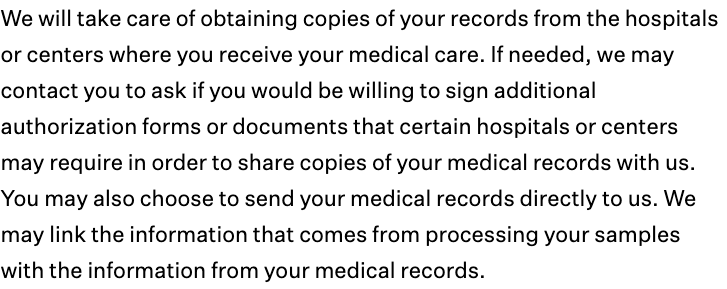 We will take care of obtaining copies of your records from the hospitals
or centers where you receive your medical care. If needed, we may
contact you to ask if you would be willing to sign additional
authorization forms or documents that certain hospitals or centers
may require in order to share copies of your medical records with us.
You may also choose to send your medical records directly to us. We
may link the information that comes from processing your samples
with the information from your medical records.